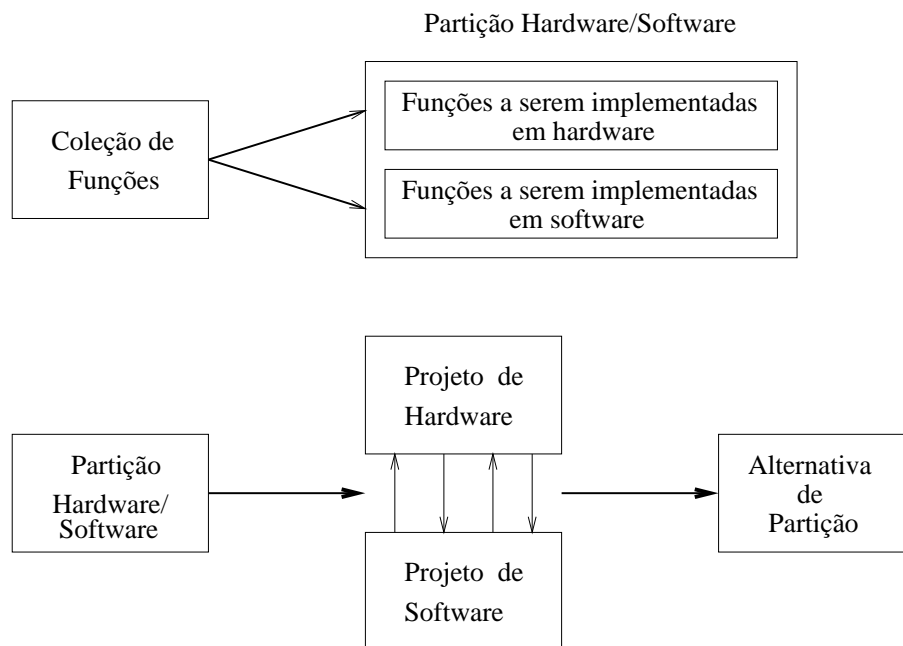 Partição Hardware/Software
Coleção de
Funções
Funções a serem implementadas
em hardware
Funções a serem implementadas
em software
Partição
Hardware/
Software
Projeto de
Hardware
Projeto de
Software
Alternativa
de
Partição